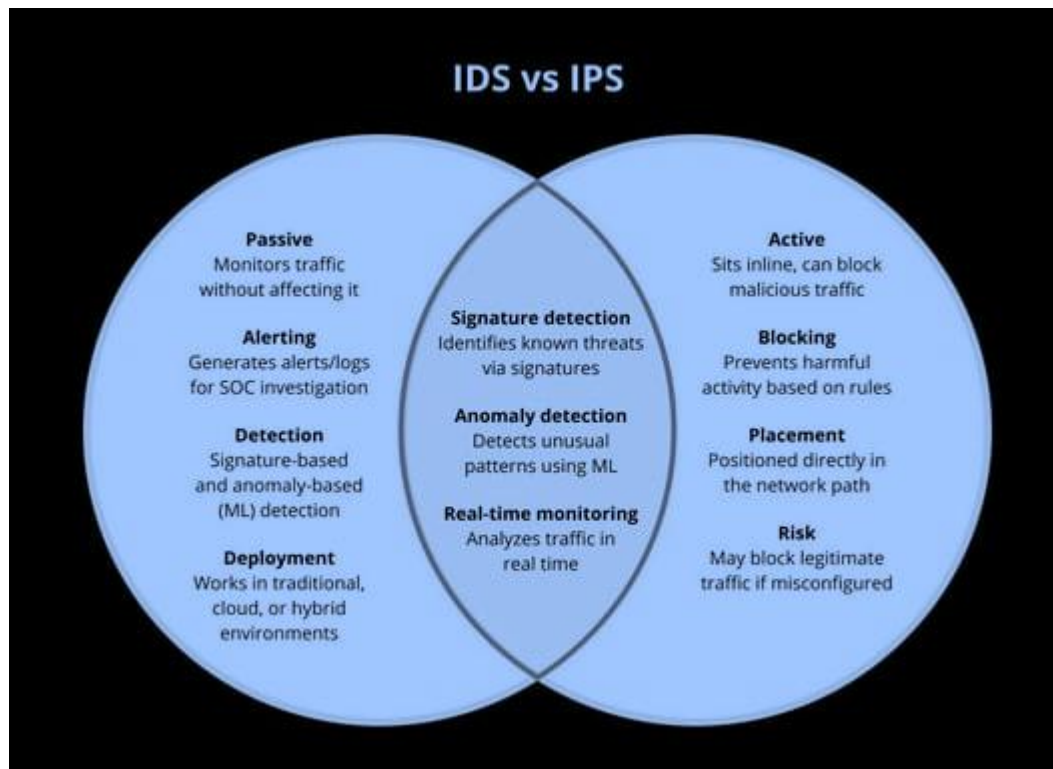 IDS vs IPS
Passive
Monitors traffic
without affecting it
Alerting
Generates alerts/logs
for SOC investigation
Detection
Signature-based
and anomaly-based
(ML) detection
Deployment
Works in traditional,
cloud, or hybrid
environments
Signature detection
Identifies known threats
via signatures
Anomaly detection
Detects unusual
patterns using ML
Real-time monitoring
Analyzes traffic in
real time
Active
Sits inline, can block
malicious traffic
Blocking
Prevents harmful
activity based on rules
Placement
Positioned directly in
the network path
Risk
May block legitimate
traffic if misconfigured